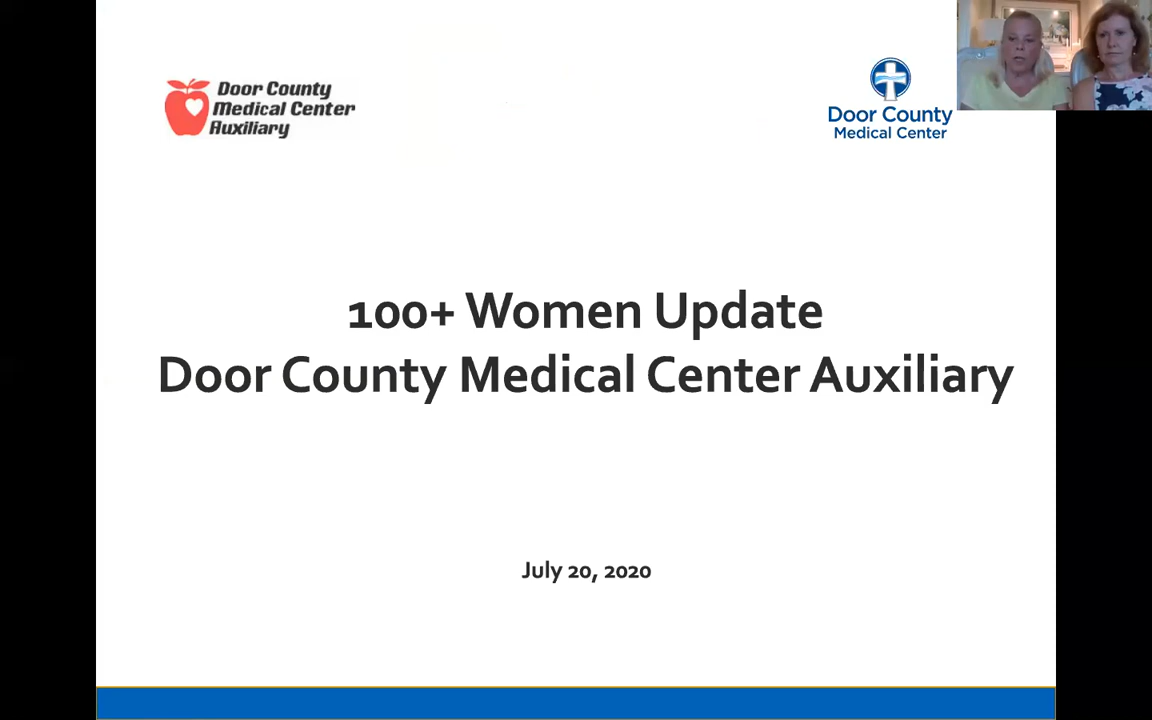 Door County
Medical Center
Auxiliary
Door County
Medical Center
100+ Women Update
Door County Medical Center Auxiliary
July 20, 2020